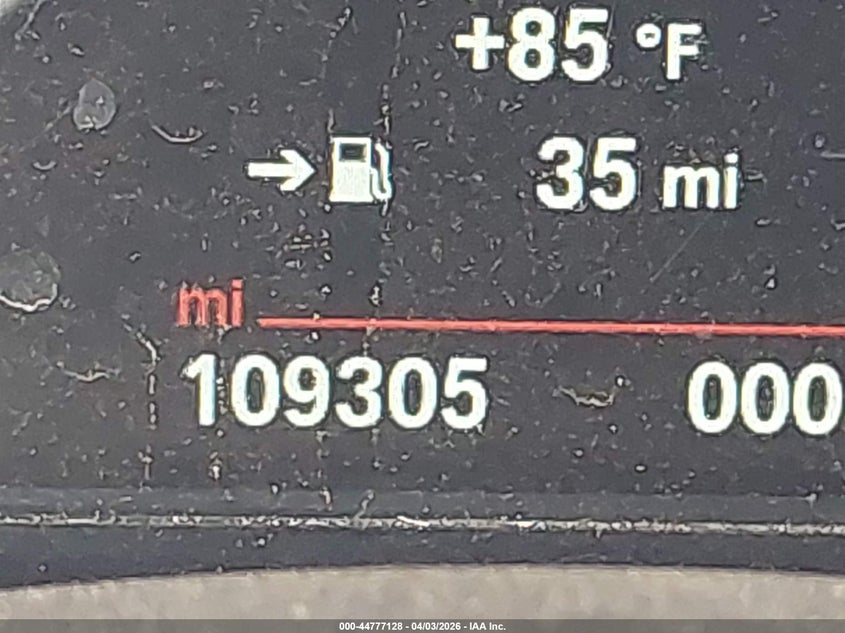 +85 °F
→ 35 mi
mi
109305 000
000-44777128 - 04/03/2026 - IAA Inc.